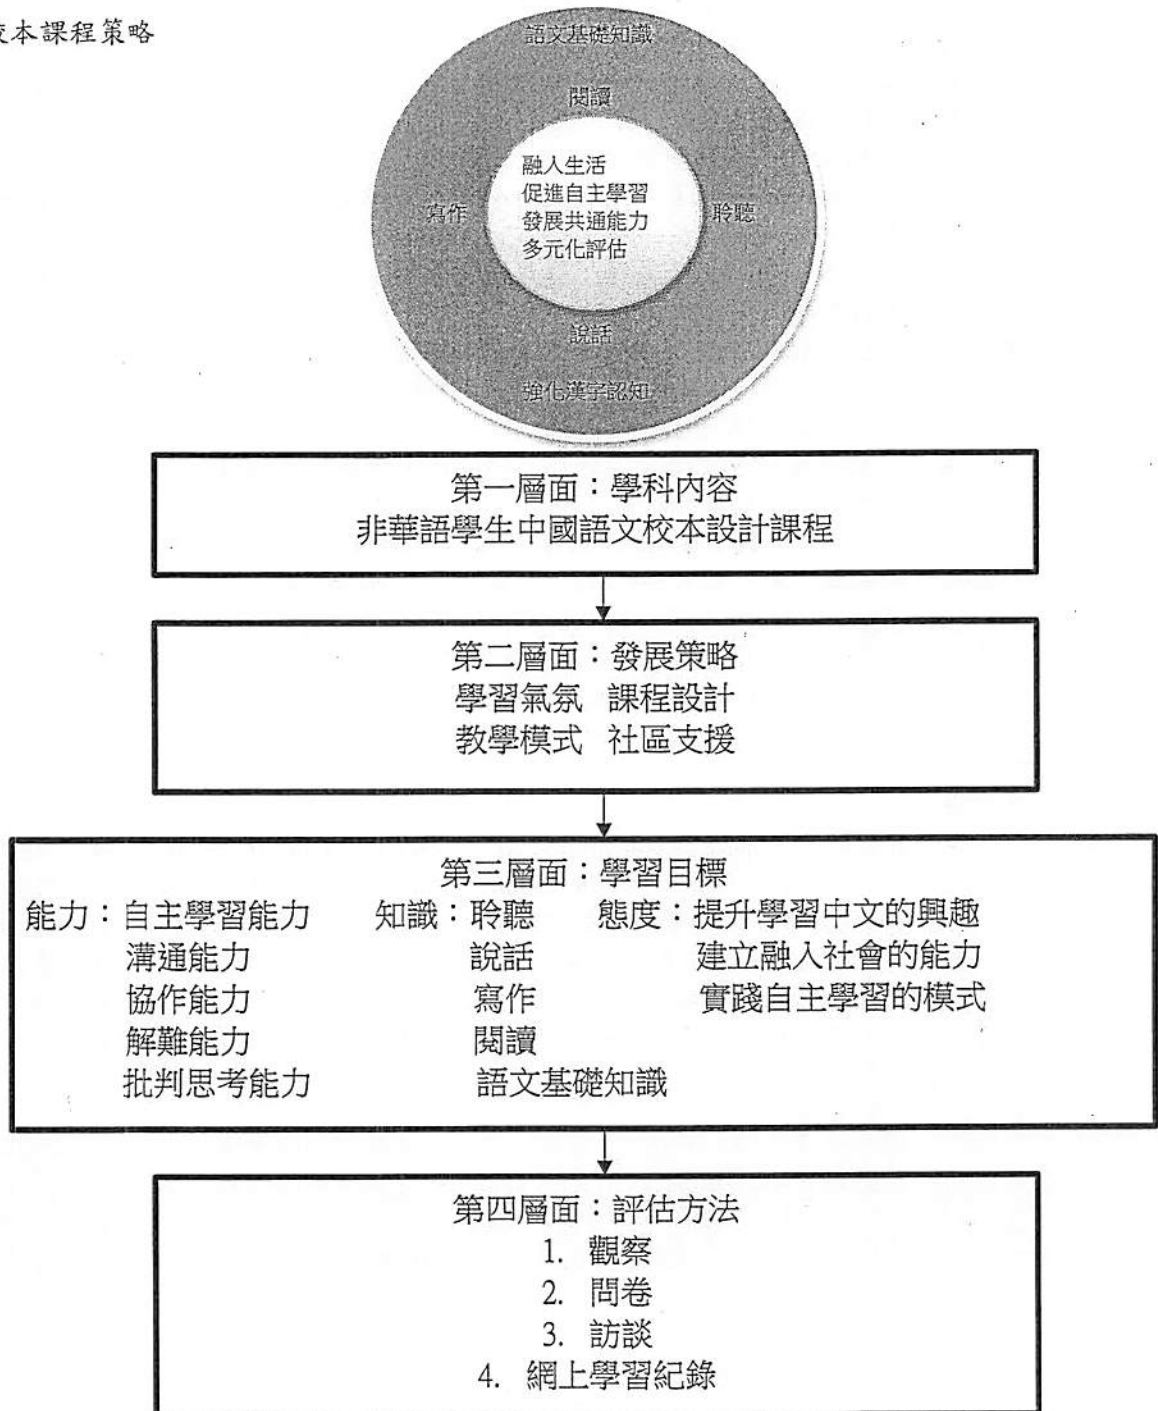 校本課程策略
語文基礎知識
閱讀
融入生活
促進自主學習
發展共通能力
多元化評估
寫作
聆聽
說話
強化漢字認知
第一層面：學科內容
非華語學生中國語文校本設計課程
第二層面：發展策略
學習氣氛 課程設計
教學模式 社區支援
第三層面：學習目標
能力：自主學習能力 知識：聆聽 態度：提升學習中文的興趣
溝通能力 說話 建立融入社會的能力
協作能力 寫作 實踐自主學習的模式
解難能力 閱讀
批判思考能力 語文基礎知識
第四層面：評估方法
1. 觀察
2. 問卷
3. 訪談
4. 網上學習紀錄